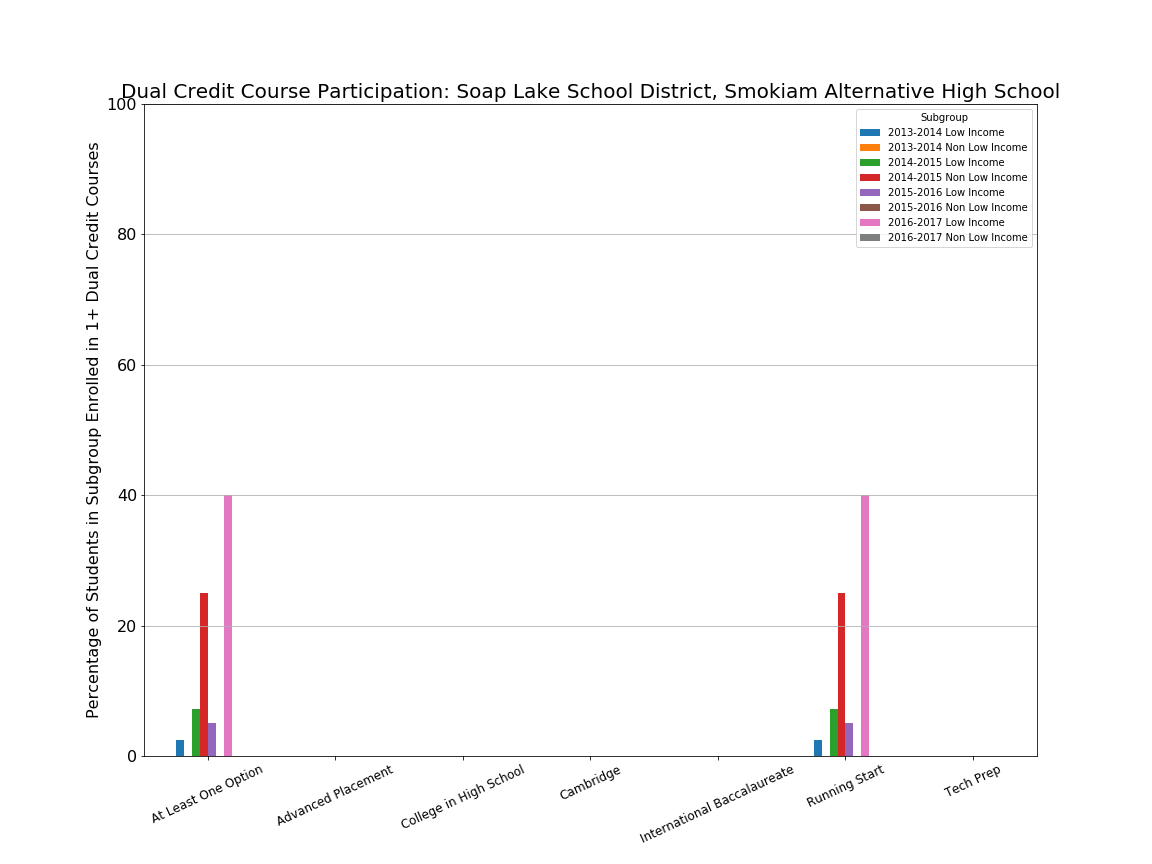 Dual Credit Course Participation: Soap Lake School District, Smokiam Alternative High School
Percentage of Students in Subgroup Enrolled in 1+ Dual Credit Courses
100
80
60
40
20
0
Subgroup
2013-2014 Low Income
2013-2014 Non Low Income
2014-2015 Low Income
2014-2015 Non Low Income
2015-2016 Low Income
2015-2016 Non Low Income
2016-2017 Low Income
2016-2017 Non Low Income
At Least One Option
Advanced Placement
College in High School
Cambridge
International Baccalaureate
Running Start
Tech Prep